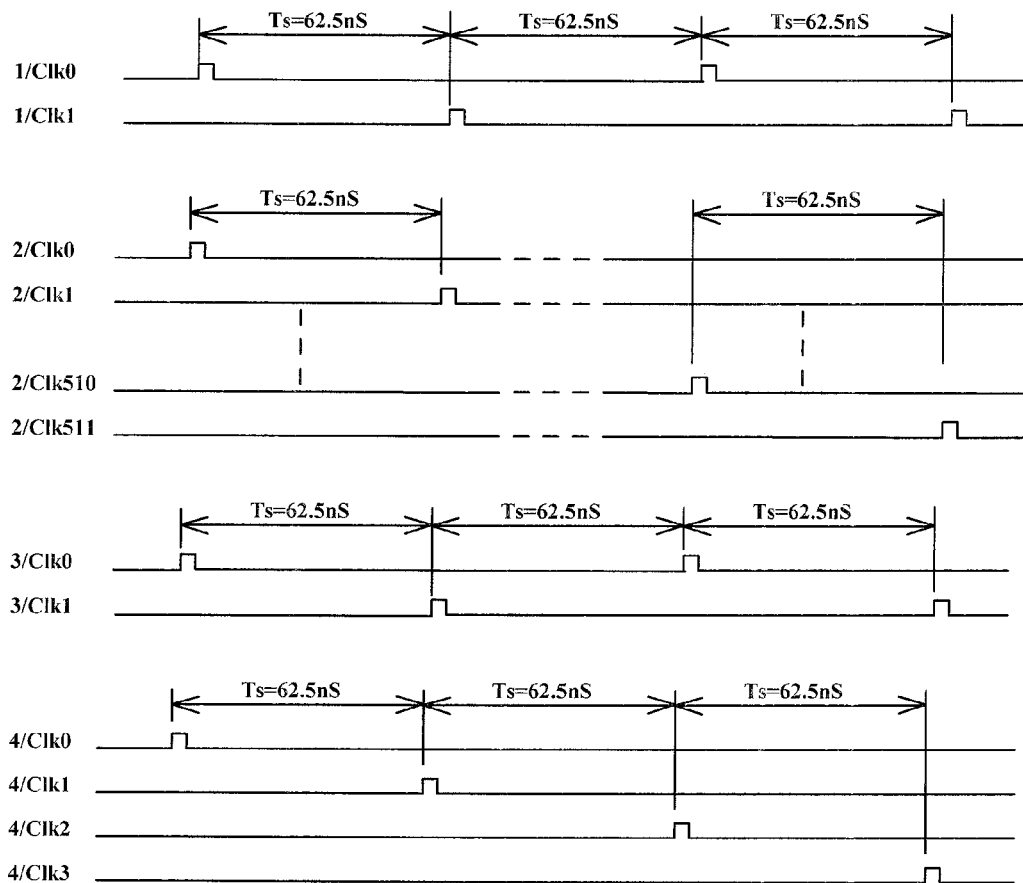 Ts=62.5nS Ts=62.5nS Ts=62.5nS
1/Clk0
1/Clk1
Ts=62.5nS Ts=62.5nS
2/Clk0
2/Clk1
2/Clk510
2/Clk511
Ts=62.5nS Ts=62.5nS Ts=62.5nS
3/Clk0
3/Clk1
Ts=62.5nS Ts=62.5nS Ts=62.5nS
4/Clk0
4/Clk1
4/Clk2
4/Clk3